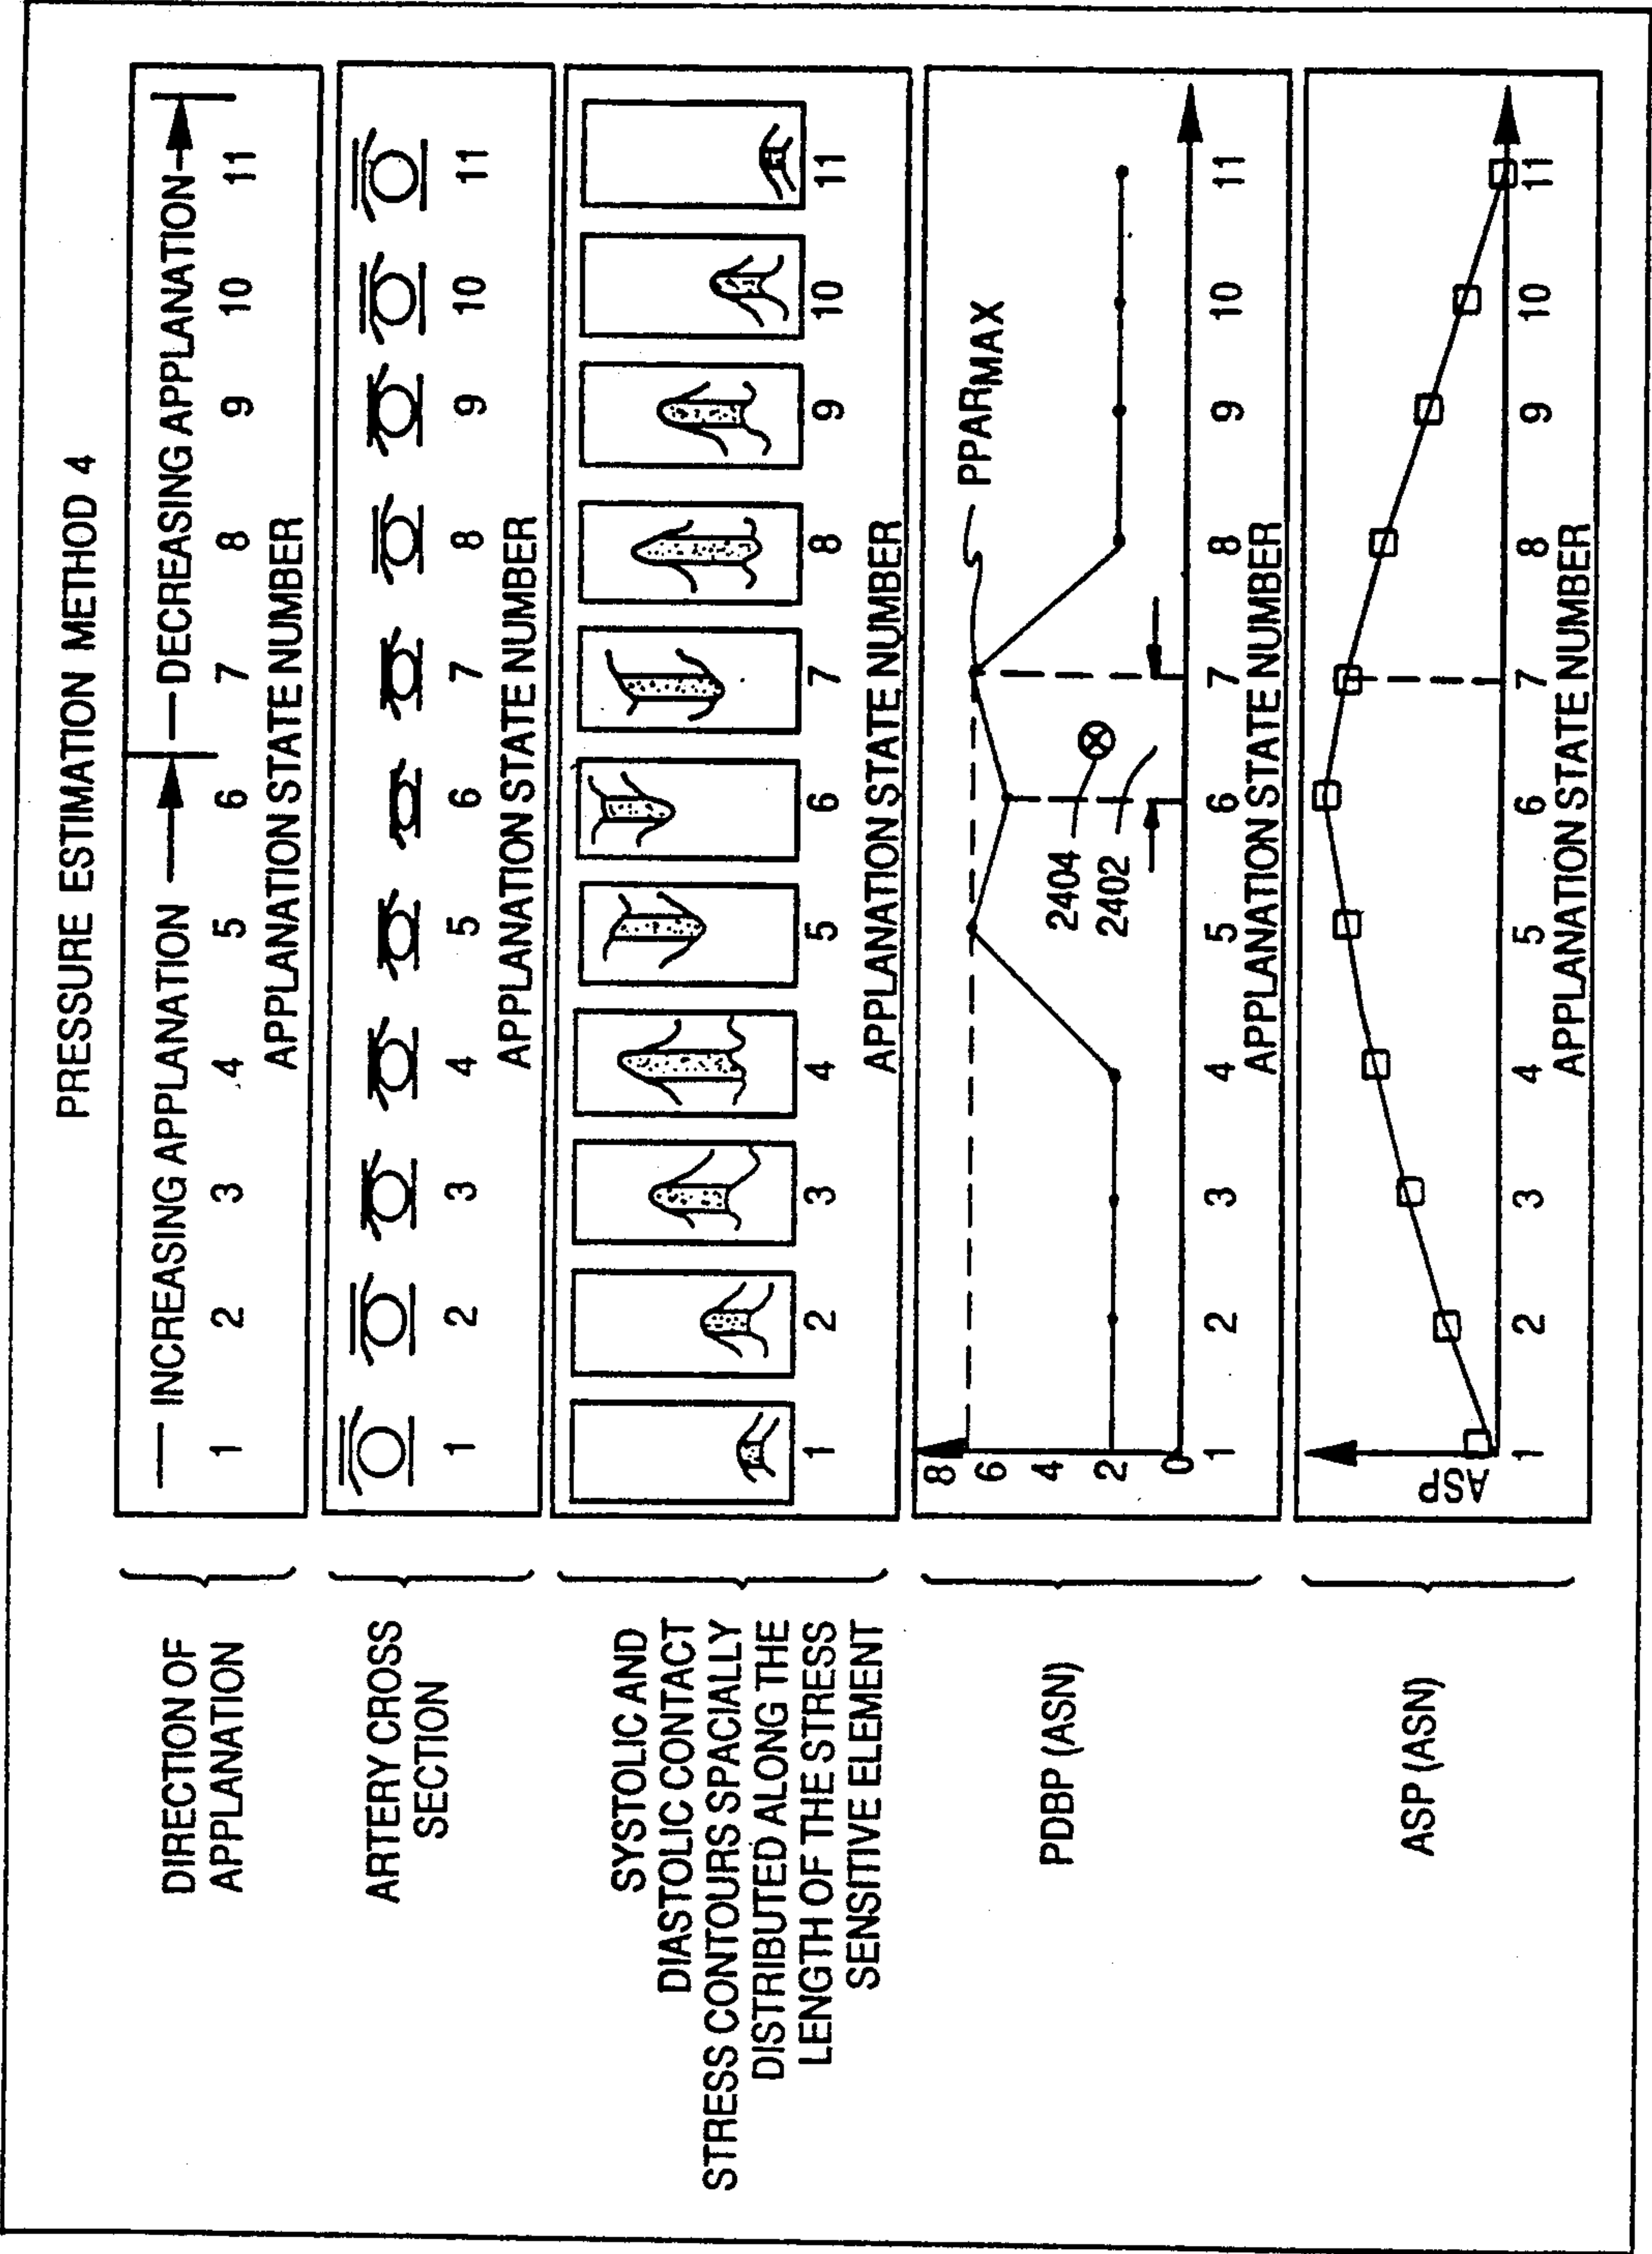 PRESSURE ESTIMATION METHOD 4
DIRECTION OF
APPLANATION
INCREASING APPLANATION
DECREASING APPLANATION
1 2 3 4 5 6 7 8 9 10 11
APPLANATION STATE NUMBER
ARTERY CROSS
SECTION
1 2 3 4 5 6 7 8 9 10 11
APPLANATION STATE NUMBER
SYSTOLIC AND
DIASTOLIC CONTACT
STRESS CONTOURS SPACIALLY
DISTRIBUTED ALONG THE
LENGTH OF THE STRESS
SENSITIVE ELEMENT
1 2 3 4 5 6 7 8 9 10 11
APPLANATION STATE NUMBER
PDBP (ASN)
8
6
4
2
0
PPARMAX
2404
2402
1 2 3 4 5 6 7 8 9 10 11
APPLANATION STATE NUMBER
ASP (ASN)
ASP
1 2 3 4 5 6 7 8 9 10 11
APPLANATION STATE NUMBER